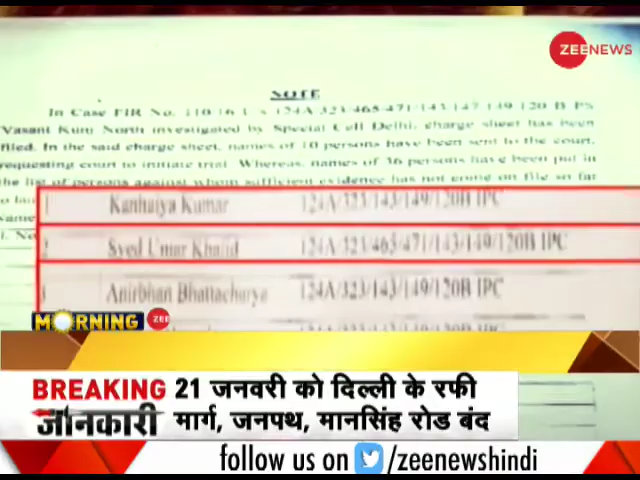 ZEENEWS
NOTE
In Case FIR No. 110/16 U/s 124A/323/465/471/143/147/149/120 B PS
Vasant Kunj North investigated by Special Cell Delhi, charge sheet has been
filed. In the said charge sheet, names of 10 persons have been sent to the court,
requesting court to initiate trial. Whereas, names of 36 persons have been put in
the list of persons against whom sufficient evidence has not come on file so far
1 Kanhaiya Kumar 124A/323/143/149/120B IPC
2 Syed Umar Khalid 124A/323/465/471/143/149/120B IPC
3 Anirbhan Bhattacharya 124A/323/143/149/120B IPC
MORNING ZEE
BREAKING 21 जनवरी को दिल्ली के रफी
जानकारी मार्ग, जनपथ, मानसिंह रोड बंद
follow us on /zeenewshindi